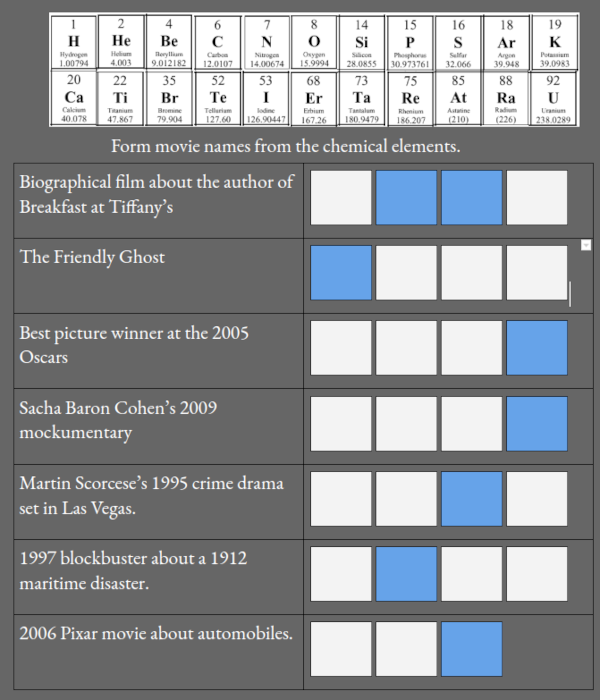 1 2 4 6 7 8 14 15 16 18 19
H He Be C N O Si P S Ar K
Hydrogen Helium Beryllium Carbon Nitrogen Oxygen Silicon Phosphorus Sulfur Argon Potassium
1.00794 4.003 9.012182 12.0107 14.00674 15.9994 28.0855 30.973761 32.066 39.948 39.0983
20 22 35 52 53 68 73 75 85 88 92
Ca Ti Br Te I Er Ta Re At Ra U
Calcium Titanium Bromine Tellurium Iodine Erbium Tantalum Rhenium Astatine Radium Uranium
40.078 47.867 79.904 127.60 126.90447 167.26 180.9479 186.207 (210) (226) 238.0289
Form movie names from the chemical elements.
Biographical film about the author of
Breakfast at Tiffany's
The Friendly Ghost
Best picture winner at the 2005
Oscars
Sacha Baron Cohen's 2009
mockumentary
Martin Scorcese's 1995 crime drama
set in Las Vegas.
1997 blockbuster about a 1912
maritime disaster.
2006 Pixar movie about automobiles.